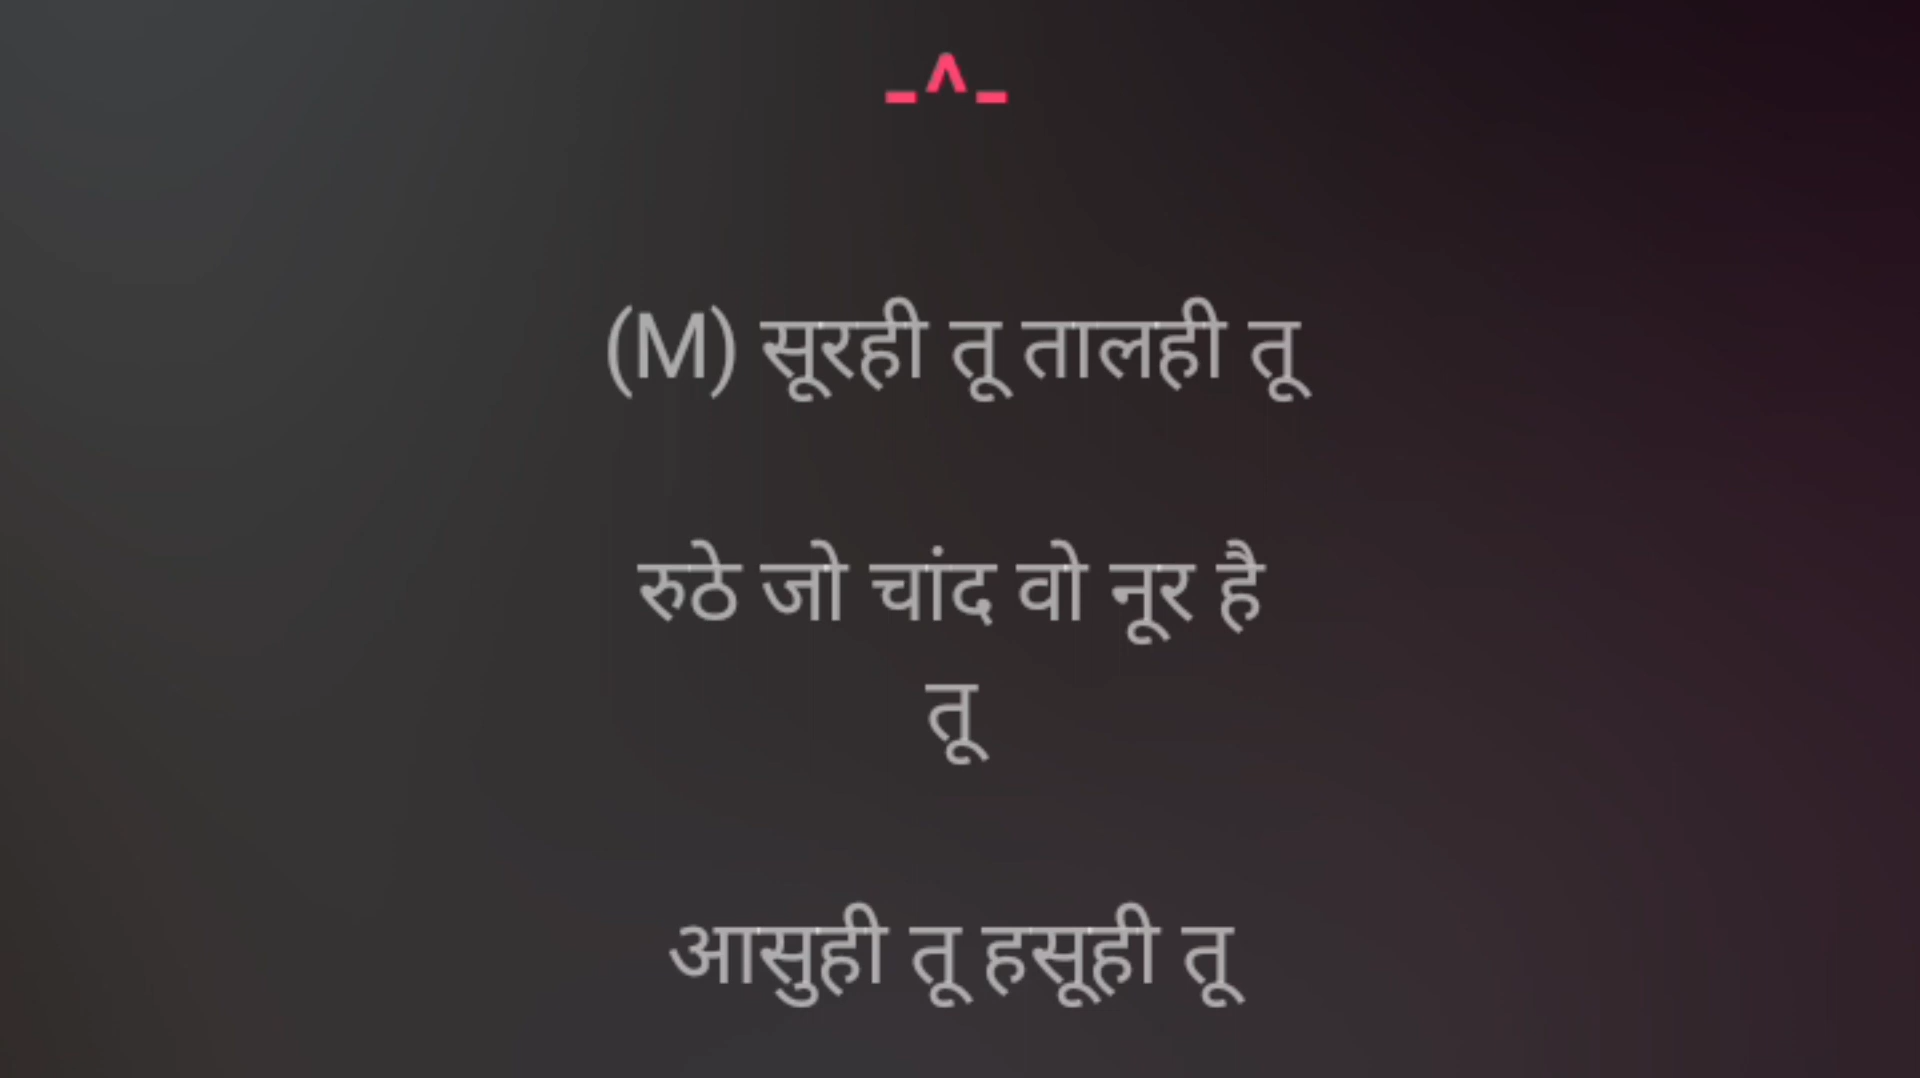 _^_
(M) सूरही तू तालही तू
रुठे जो चांद वो नूर है
तू
आसुही तू हसूही तू